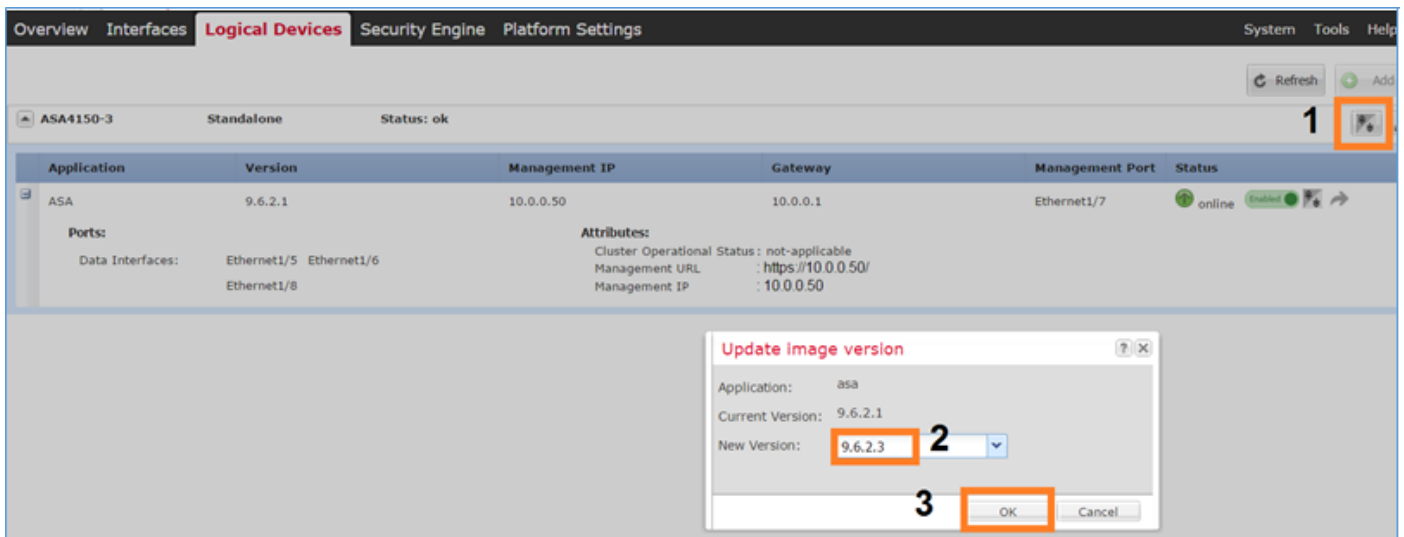 Overview Interfaces Logical Devices Security Engine Platform Settings System Tools Help
Refresh Add
ASA4150-3 Standalone Status: ok 1
Application Version Management IP Gateway Management Port Status
ASA 9.6.2.1 10.0.0.50 10.0.0.1 Ethernet1/7 online Enabled
Ports: Attributes:
Data Interfaces: Ethernet1/5 Ethernet1/6 Cluster Operational Status : not-applicable
Management URL : https://10.0.0.50/
Ethernet1/8 Management IP : 10.0.0.50
Update image version ? X
Application: asa
Current Version: 9.6.2.1
New Version: 9.6.2.3 2
3 OK Cancel